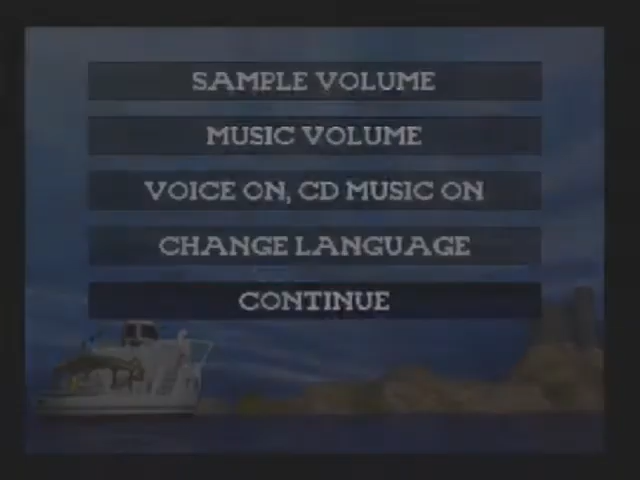 SAMPLE VOLUME
MUSIC VOLUME
VOICE ON, CD MUSIC ON
CHANGE LANGUAGE
CONTINUE